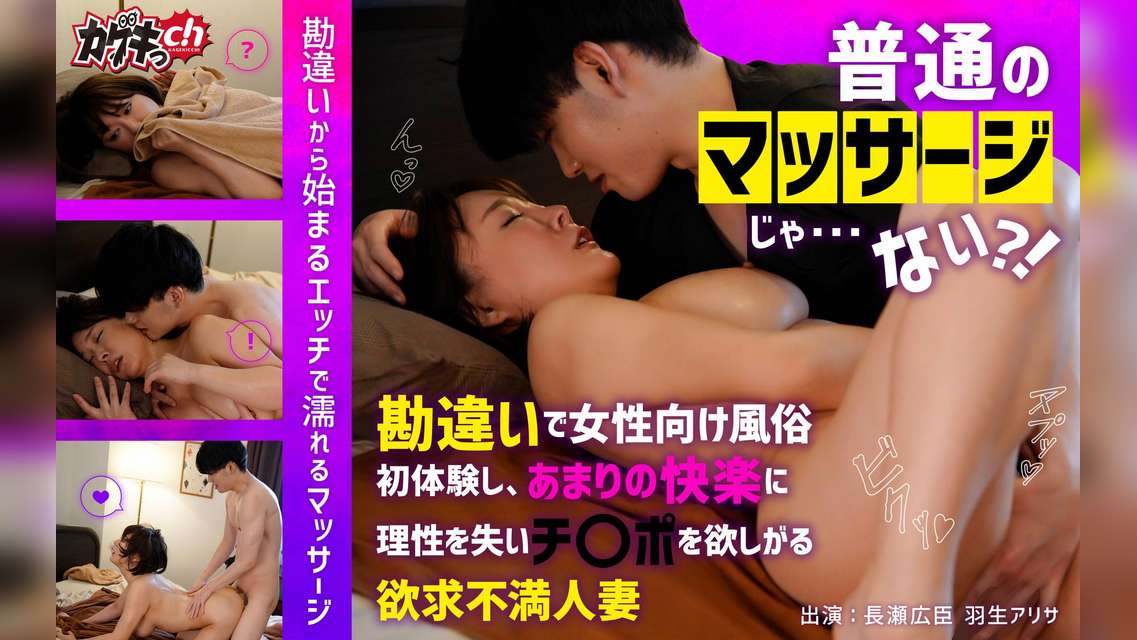 カゲキっch
KAGEKICCHI
?
!
勘違いから始まるエッチで濡れるマッサージ
んっ♡
普通の
マッサージ
じゃ…
ない?!
勘違いで女性向け風俗
初体験し、あまりの快楽に
理性を失いチ〇ポを欲しがる
欲求不満人妻
ビクッ♡
ヌプッ♡
出演：長瀬広臣 羽生アリサ